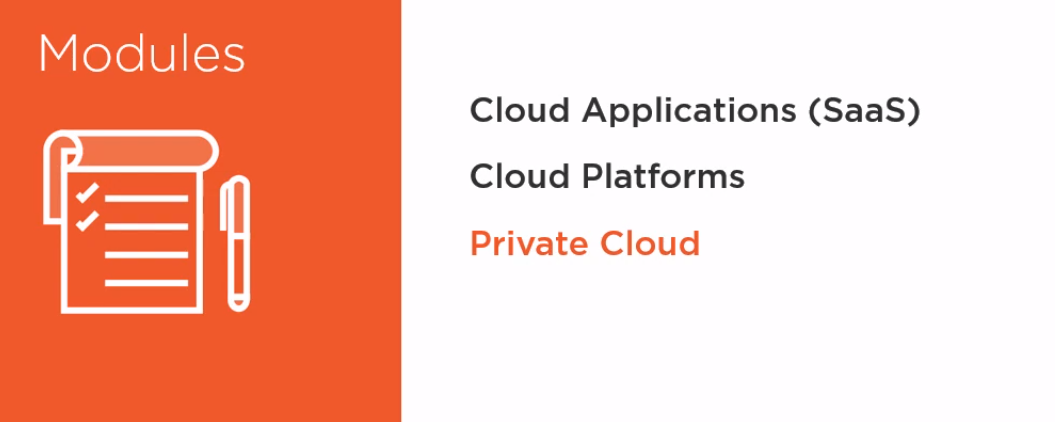 Modules
Cloud Applications (SaaS)
Cloud Platforms
Private Cloud